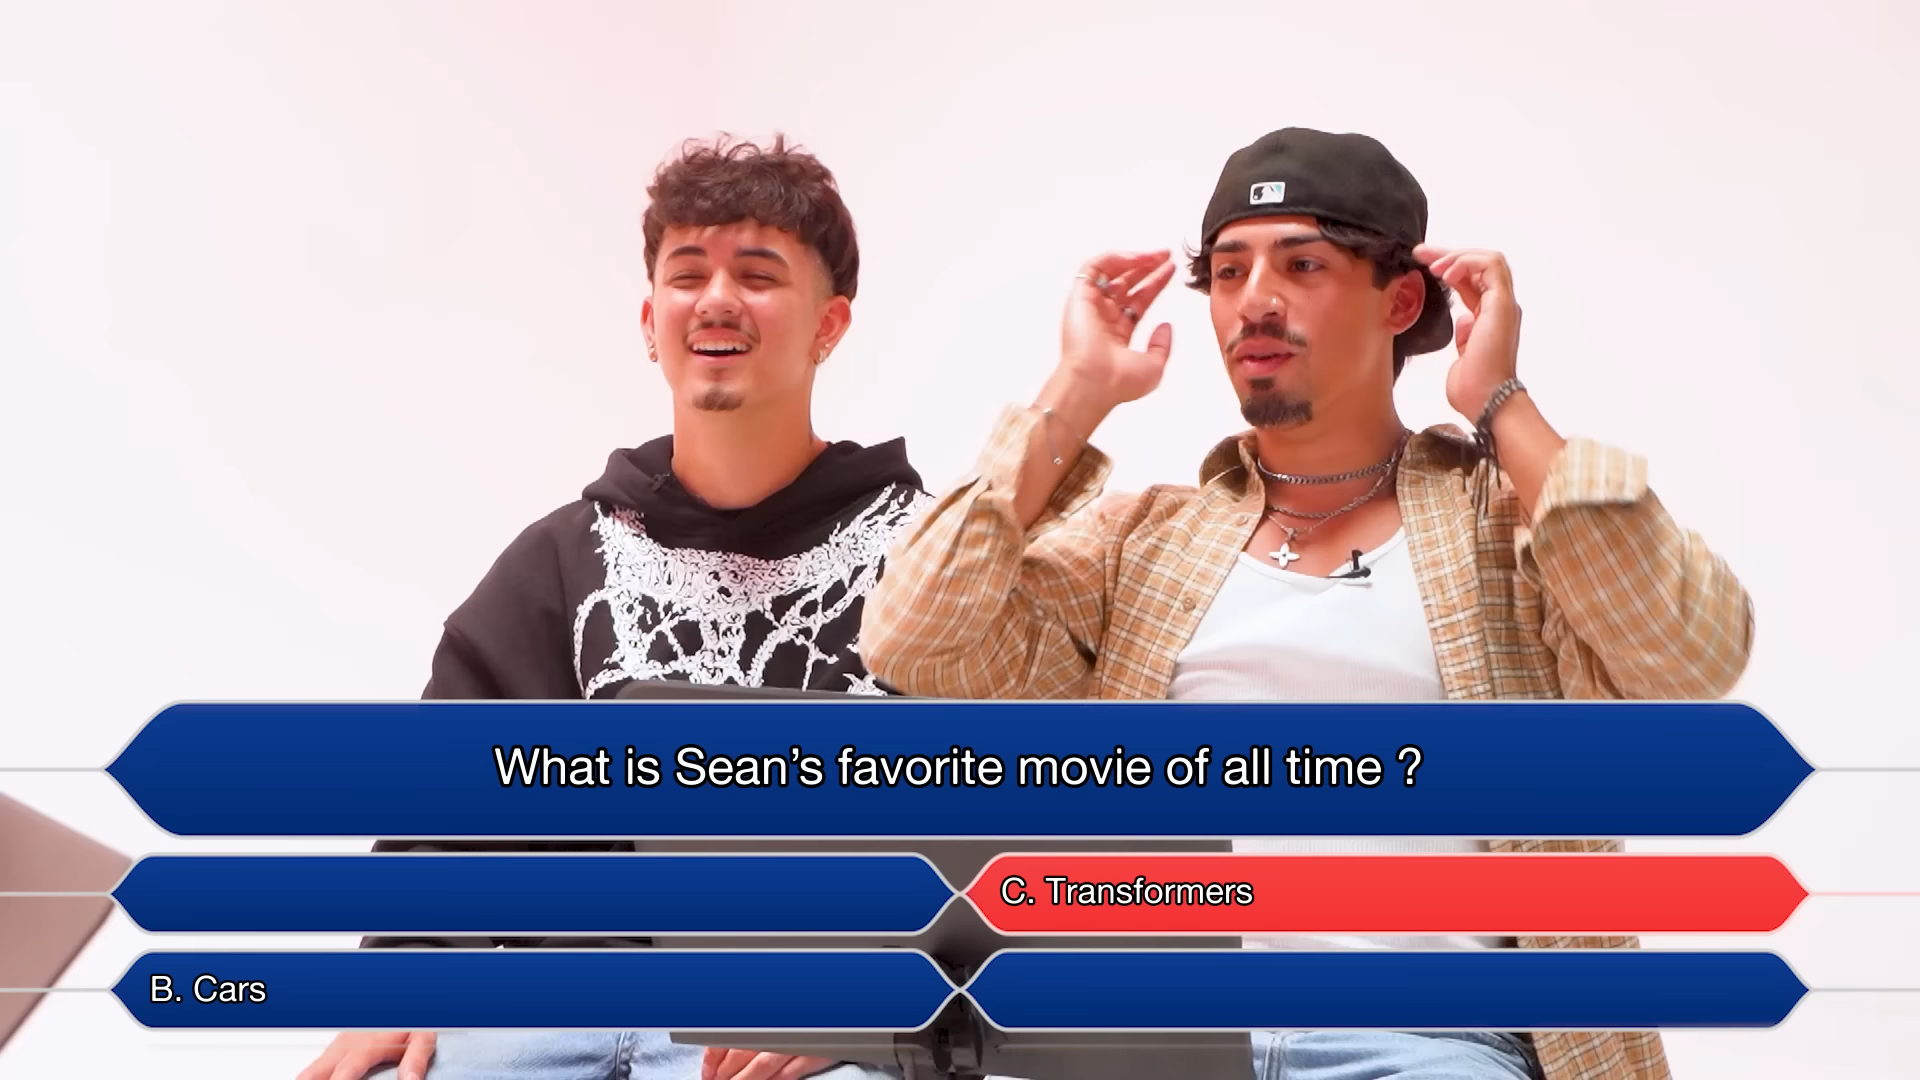 What is Sean’s favorite movie of all time ?
C. Transformers
B. Cars